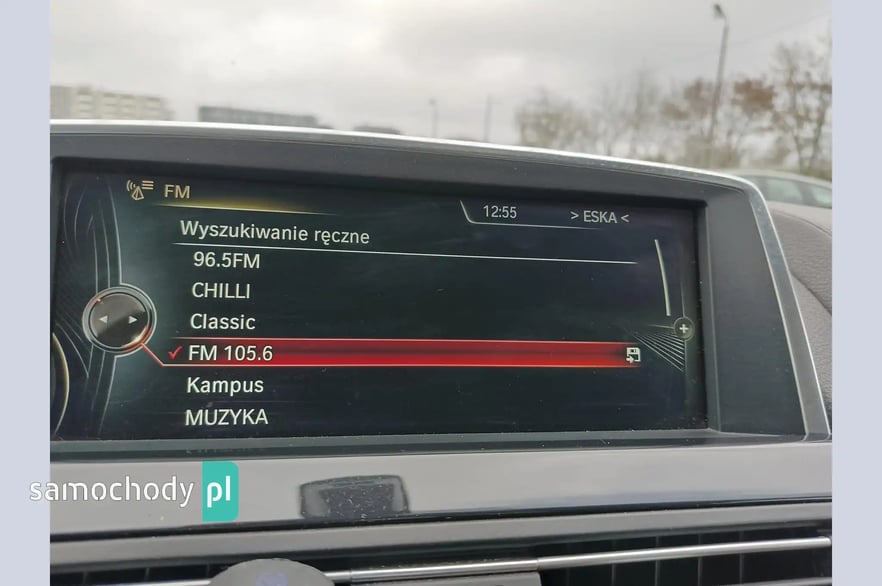 FM
12:55
> ESKA <
Wyszukiwanie ręczne
96.5FM
CHILLI
Classic
FM 105.6
Kampus
MUZYKA
samochody pl